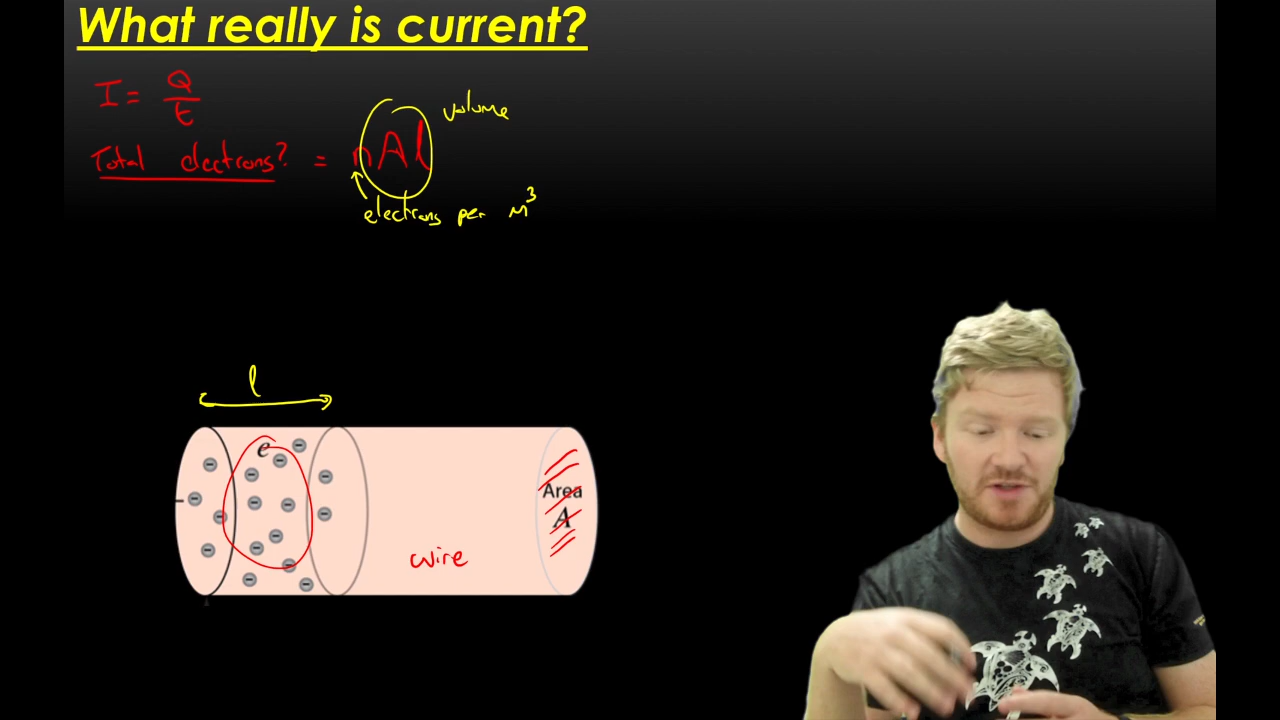 What really is current?
I = Q/t
volume
Total electrons? = nAl
electrons per m³
l
e
Area
A
wire